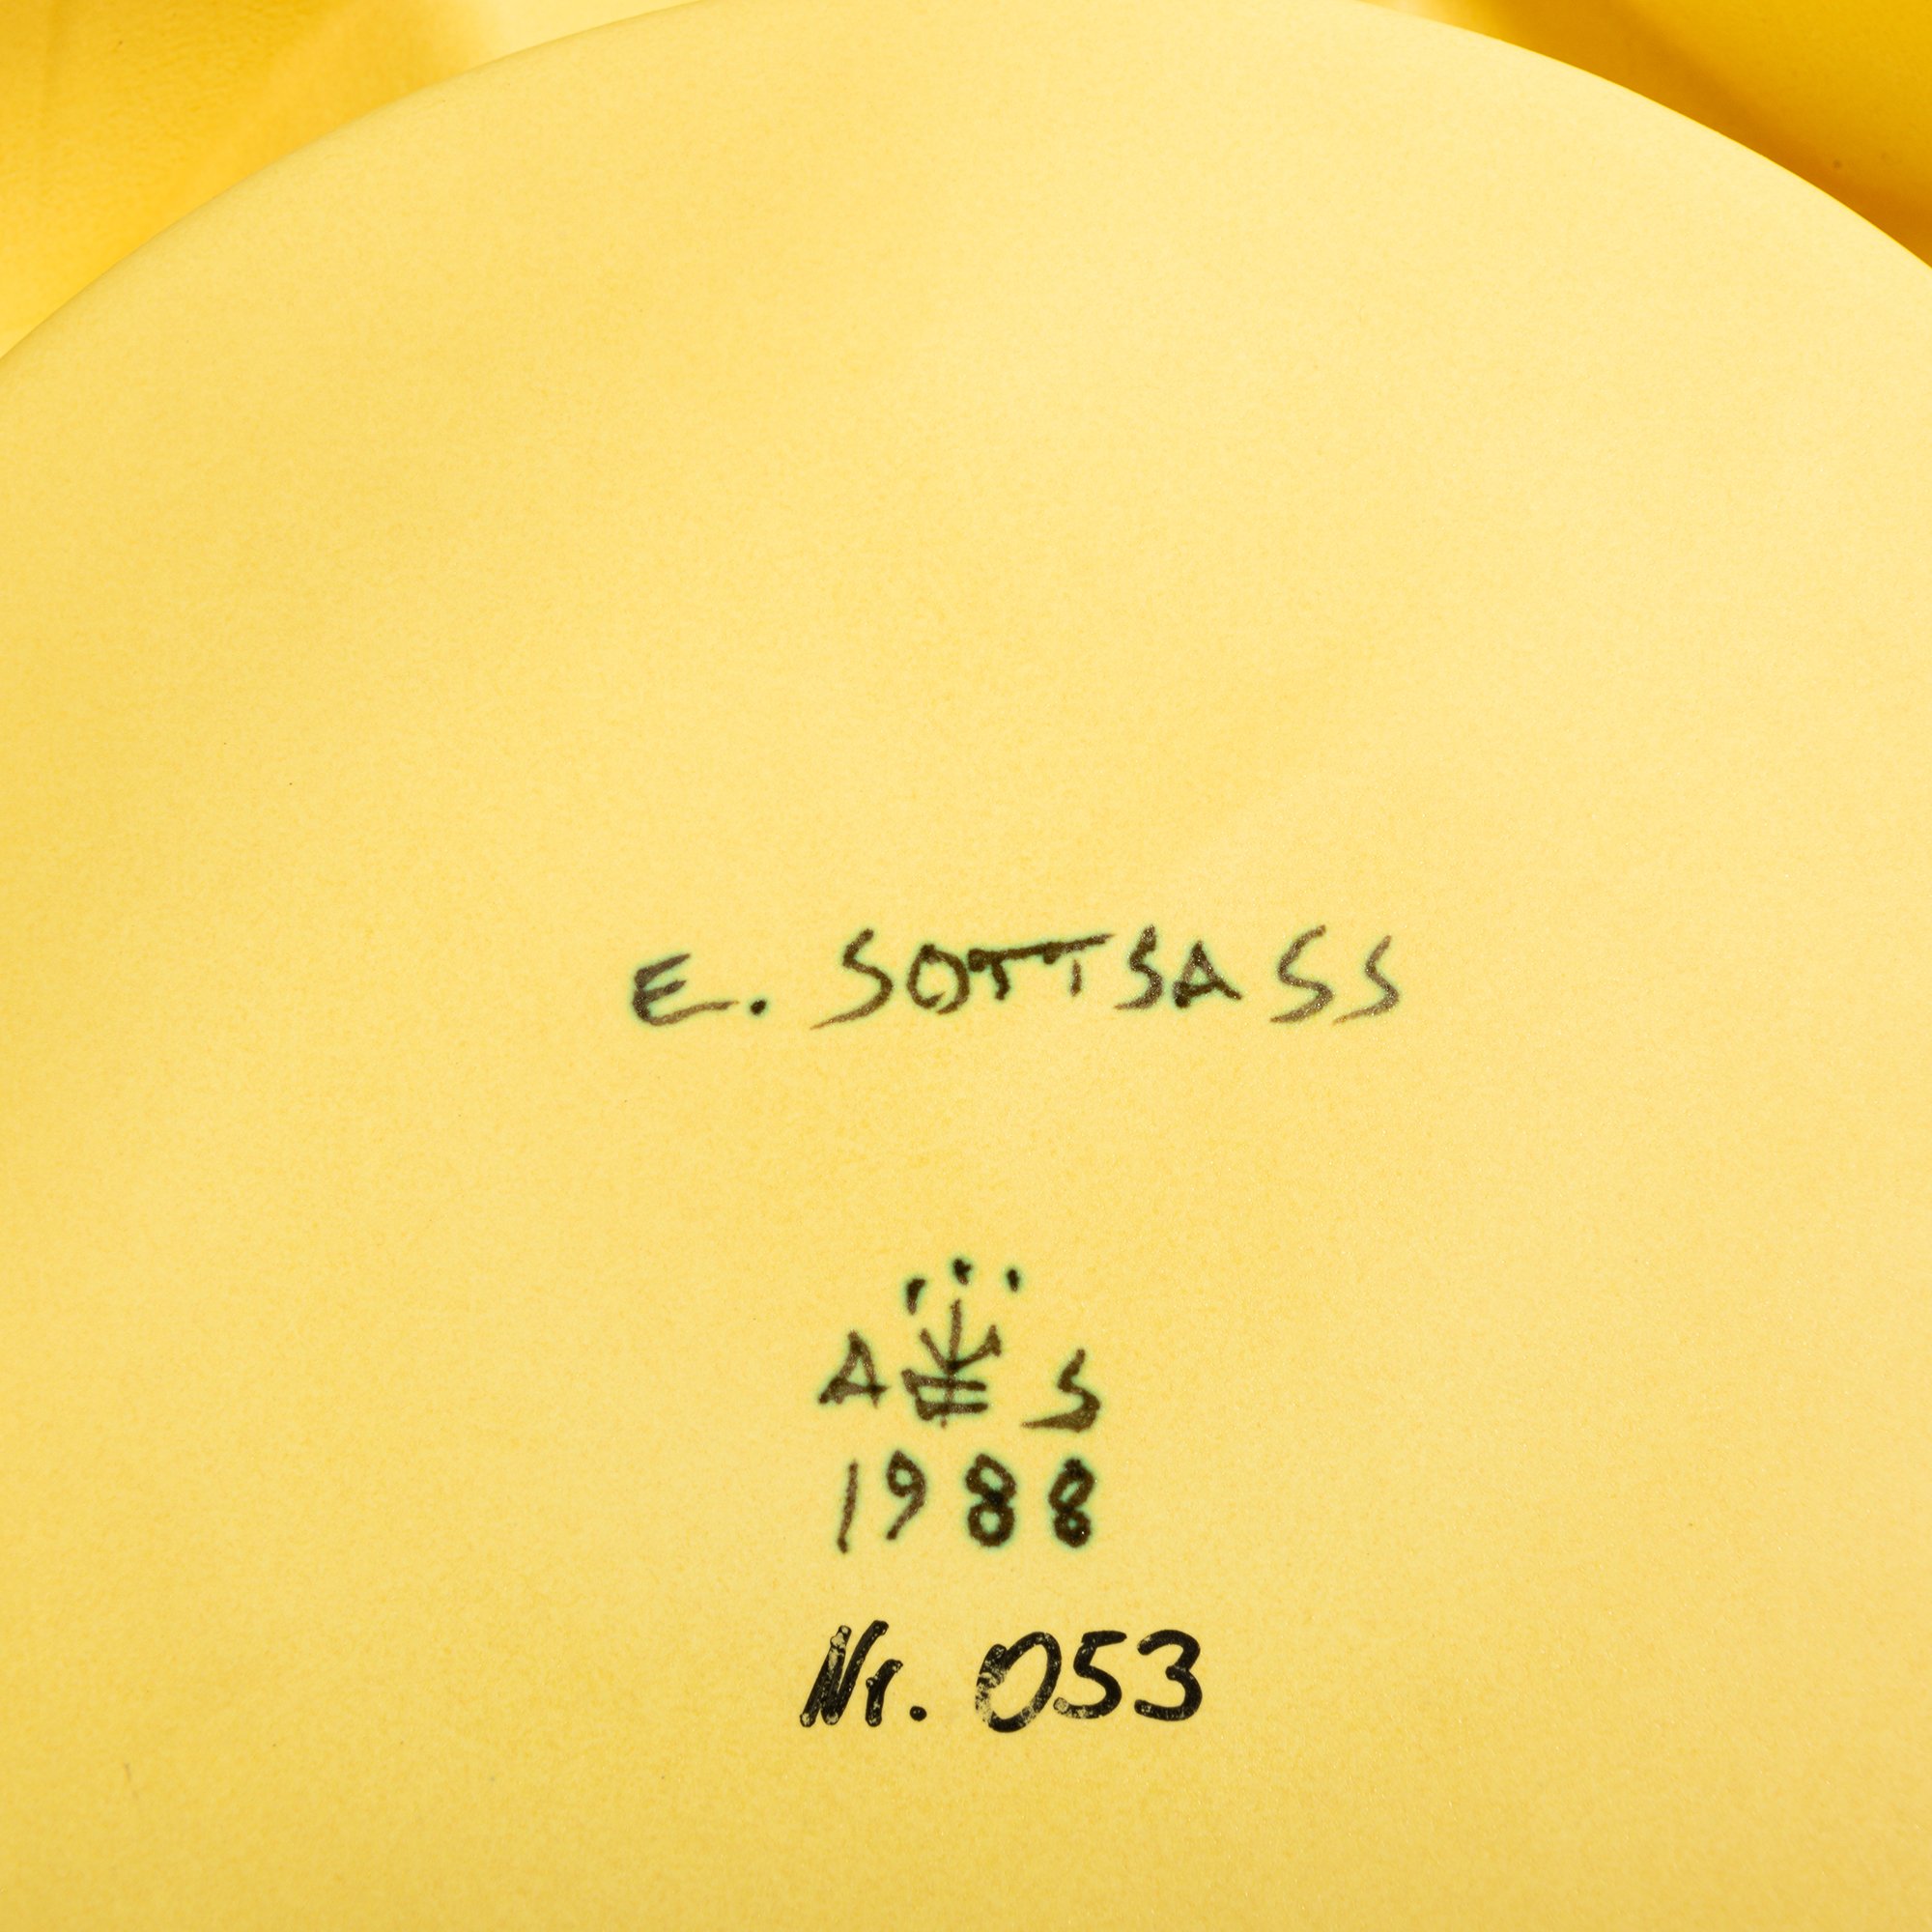 E. SOTTSASS
A S
1988
Nr. 053